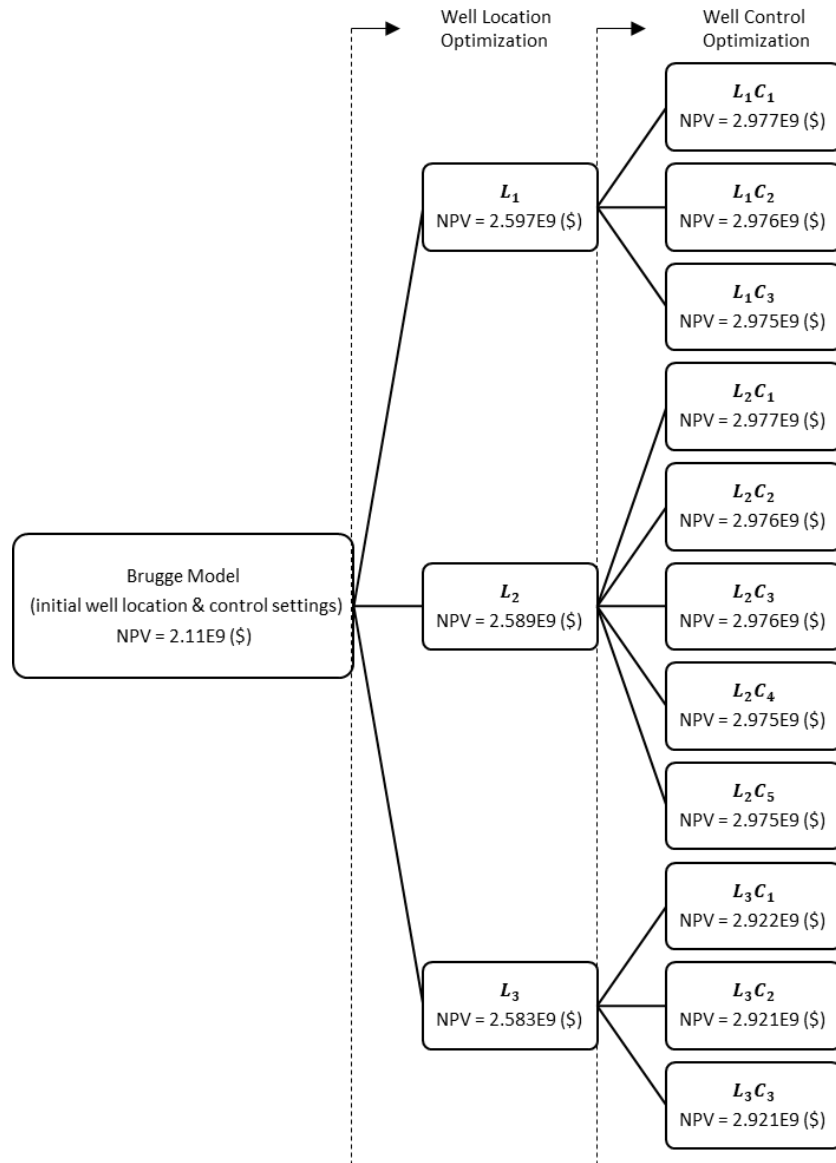 Well Location
Optimization
Well Control
Optimization
L₁C₁
NPV = 2.977E9 ($)
L₁C₂
NPV = 2.976E9 ($)
L₁C₃
NPV = 2.975E9 ($)
L₁
NPV = 2.597E9 ($)
L₂C₁
NPV = 2.977E9 ($)
L₂C₂
NPV = 2.976E9 ($)
L₂C₃
NPV = 2.976E9 ($)
L₂C₄
NPV = 2.975E9 ($)
L₂C₅
NPV = 2.975E9 ($)
Brugge Model
(initial well location & control settings)
NPV = 2.11E9 ($)
L₂
NPV = 2.589E9 ($)
L₃C₁
NPV = 2.922E9 ($)
L₃C₂
NPV = 2.921E9 ($)
L₃C₃
NPV = 2.921E9 ($)
L₃
NPV = 2.583E9 ($)